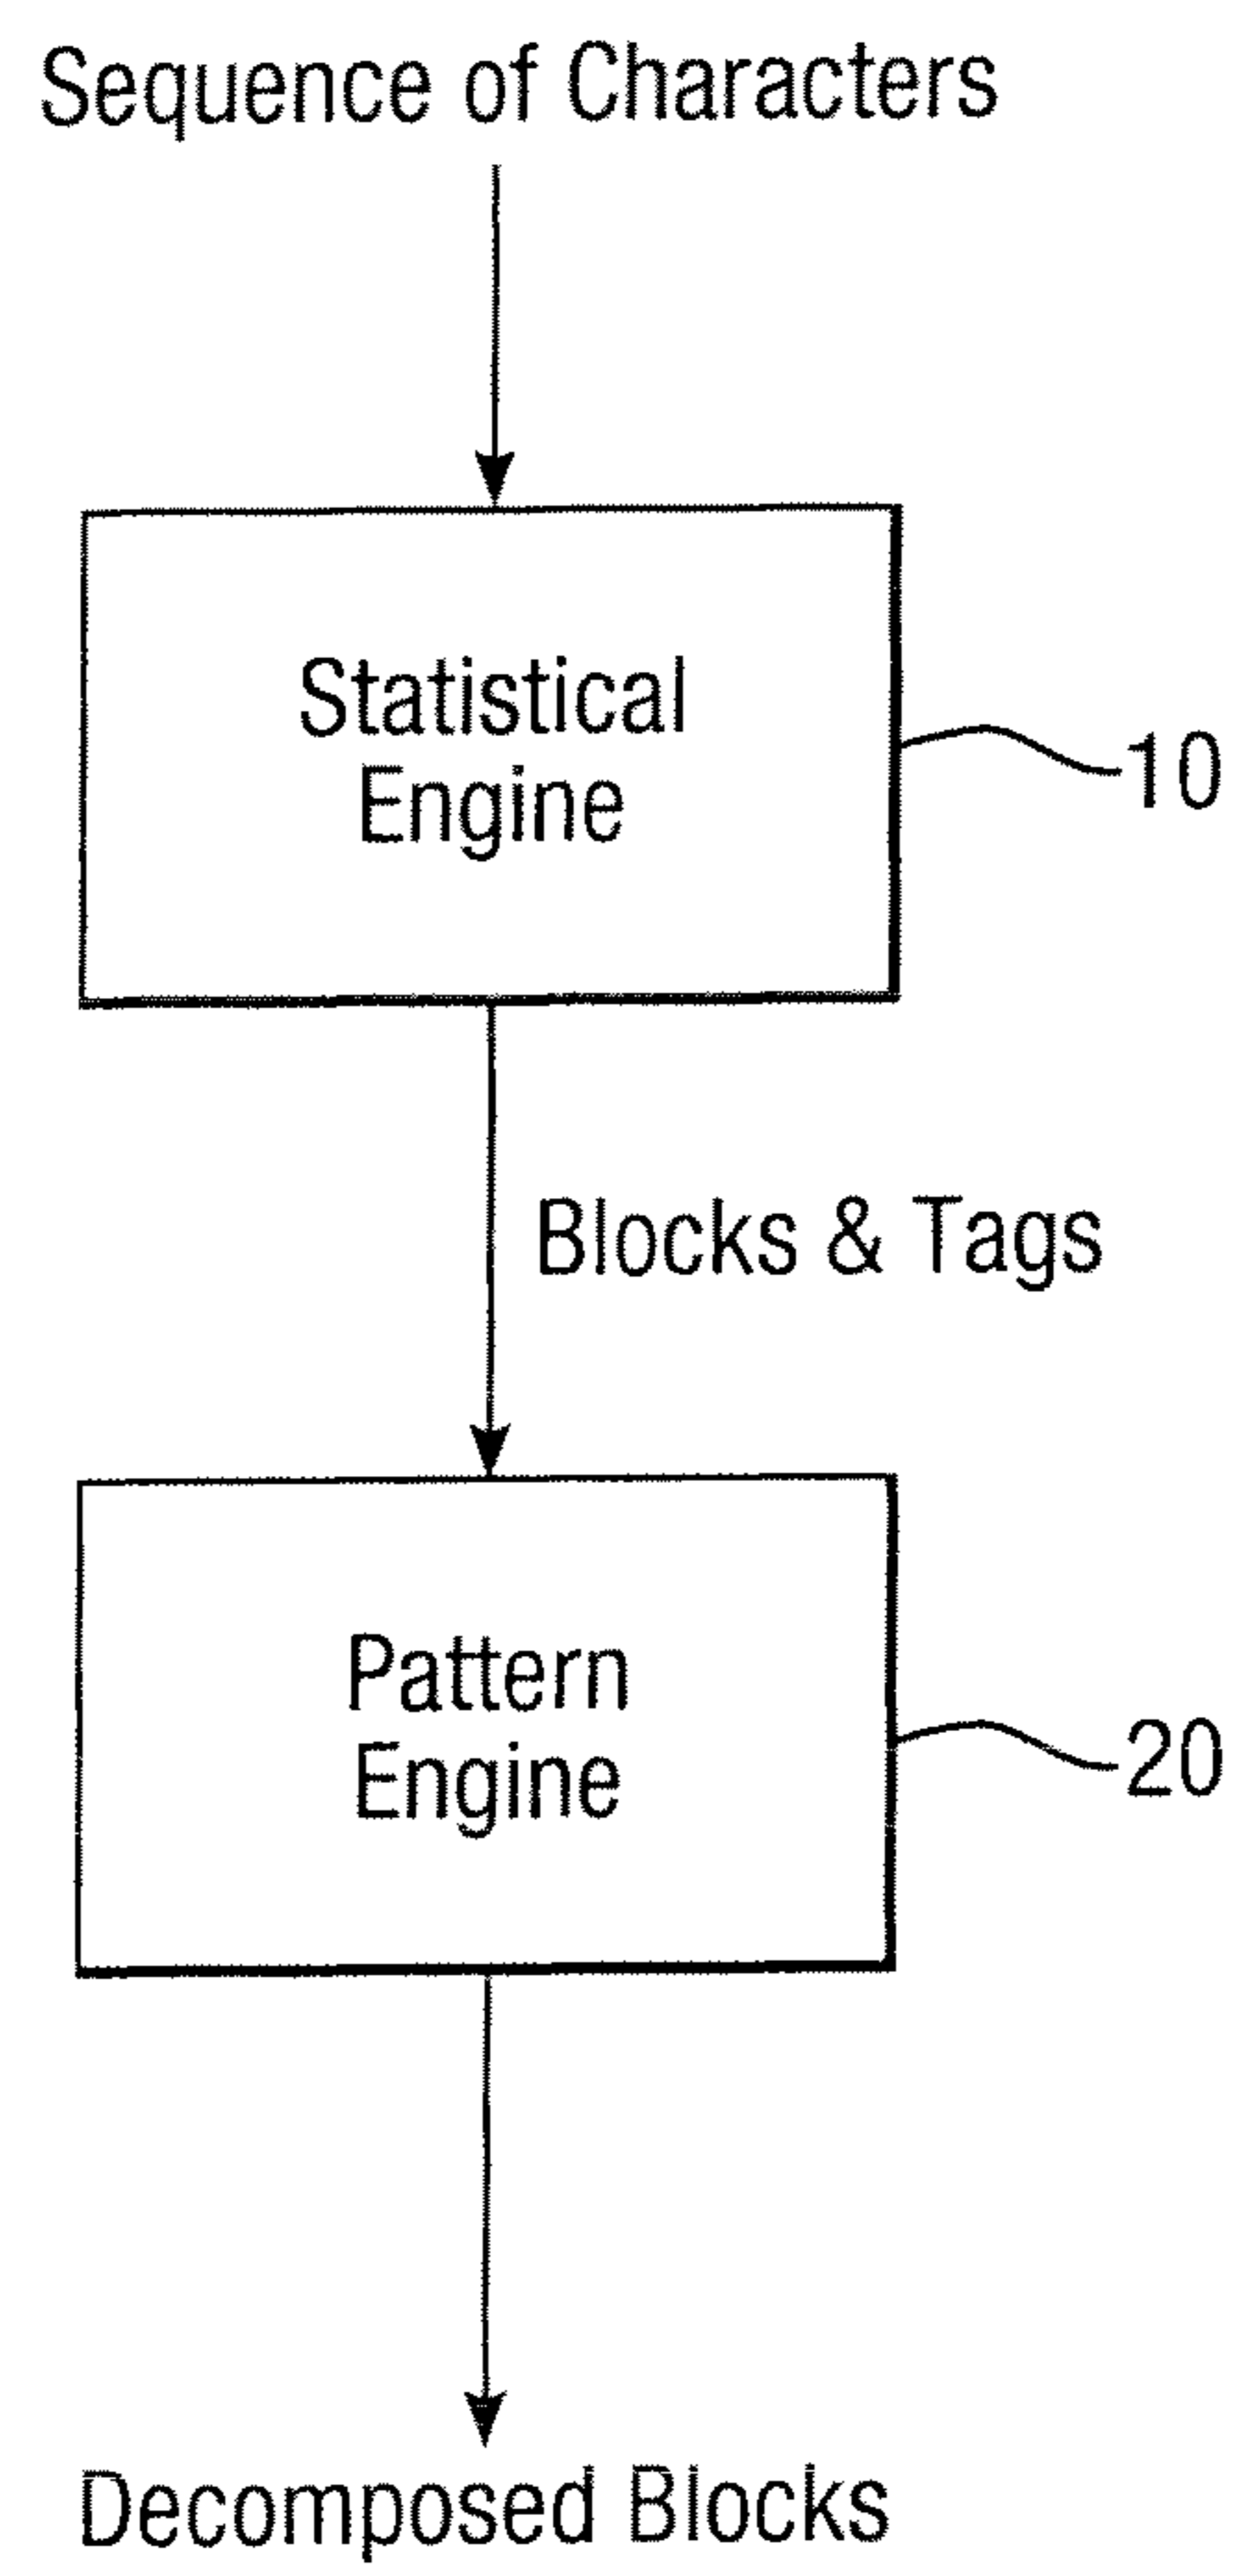 Sequence of Characters
Statistical
Engine
10
Blocks & Tags
Pattern
Engine
20
Decomposed Blocks